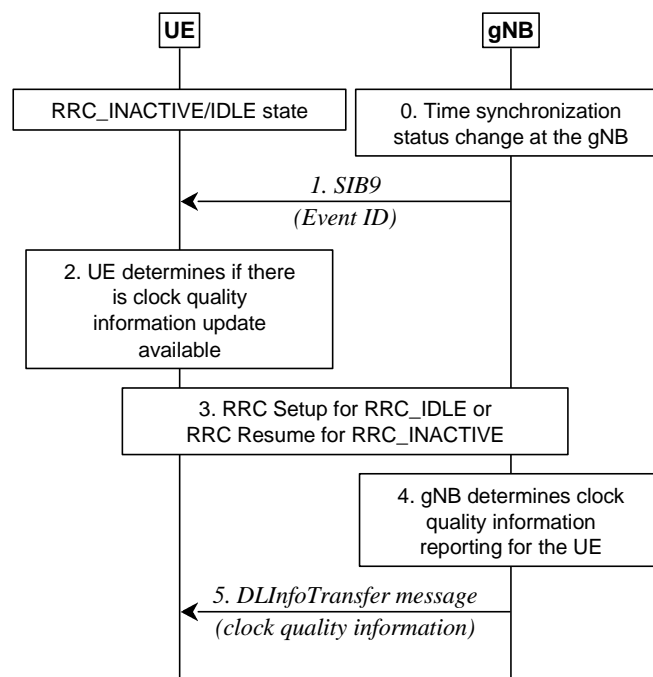 UE
gNB
RRC_INACTIVE/IDLE state
0. Time synchronization
status change at the gNB
1. SIB9
(Event ID)
2. UE determines if there
is clock quality
information update
available
3. RRC Setup for RRC_IDLE or
RRC Resume for RRC_INACTIVE
4. gNB determines clock
quality information
reporting for the UE
5. DLInfoTransfer message
(clock quality information)